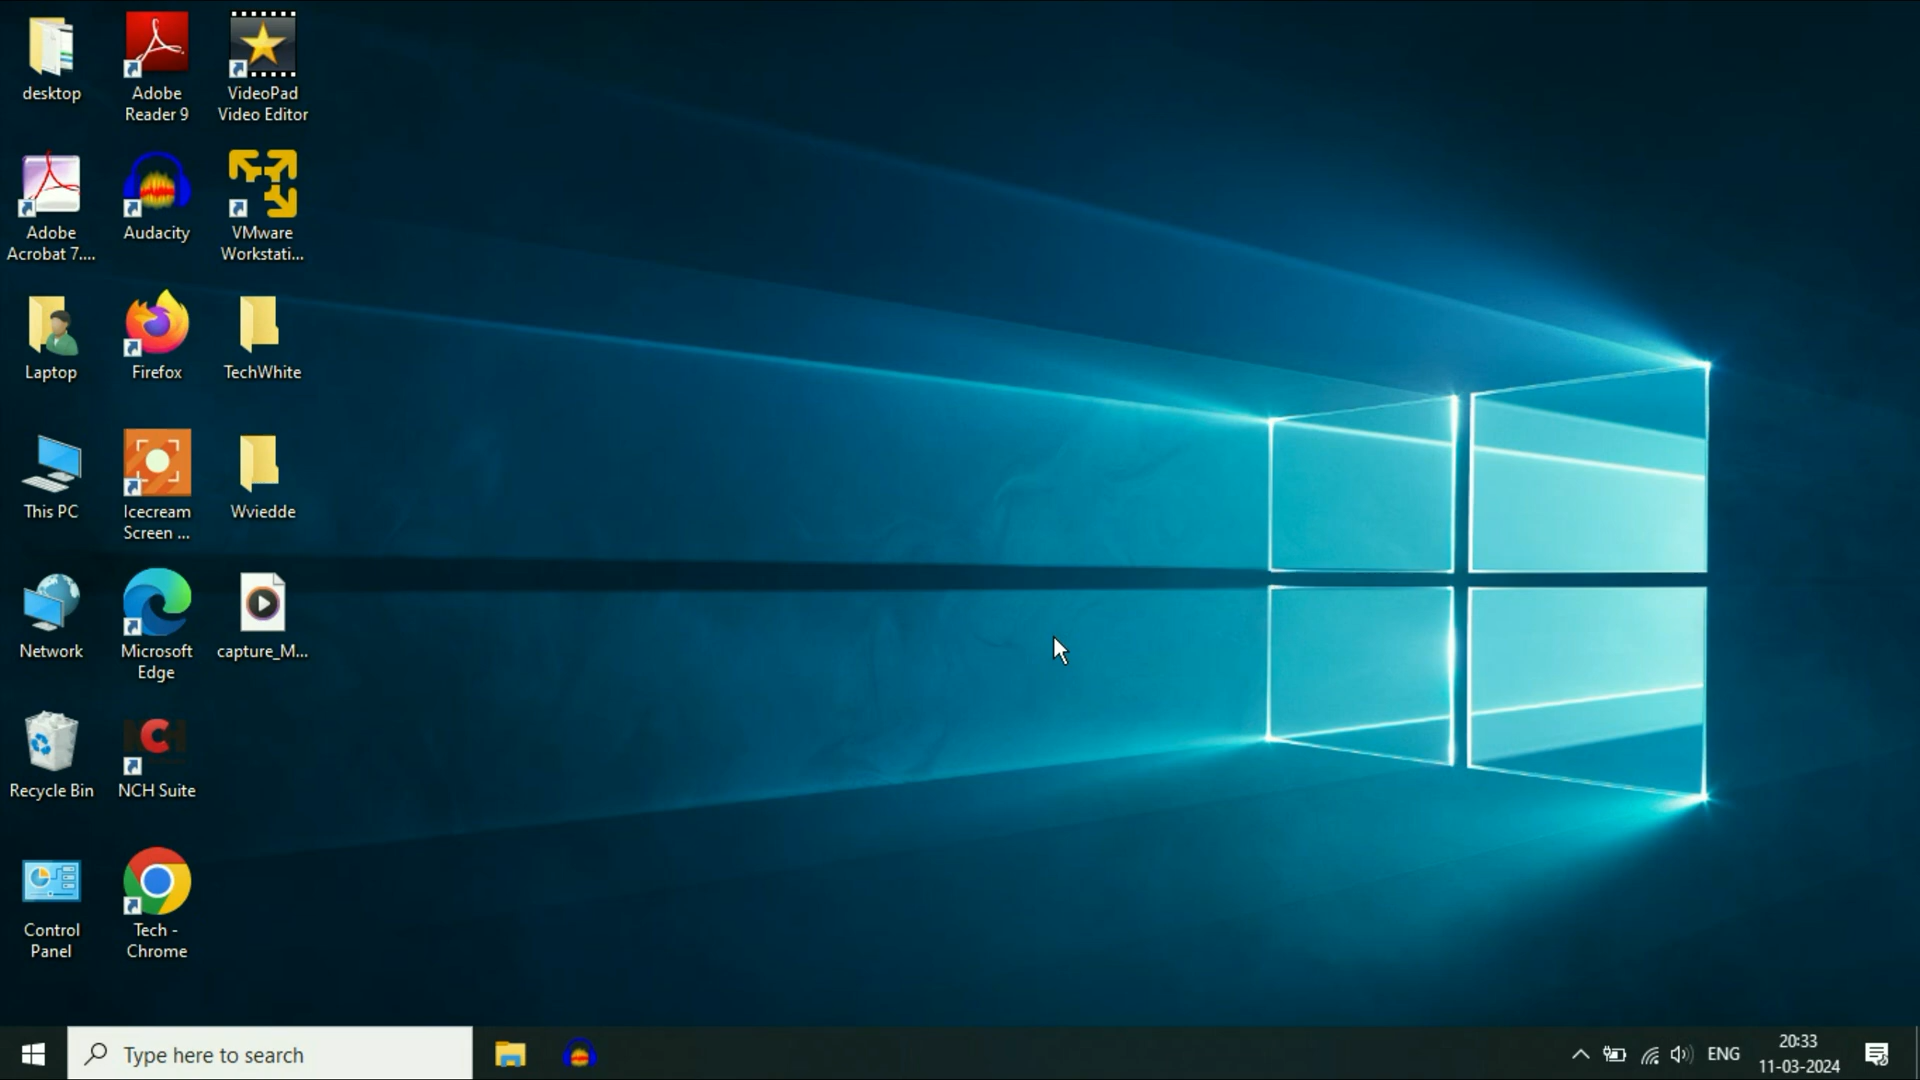 desktop
Adobe
Reader 9
VideoPad
Video Editor
Adobe
Acrobat 7....
Audacity
VMware
Workstati...
Laptop
Firefox
TechWhite
This PC
Icecream
Screen ...
Wviedde
Network
Microsoft
Edge
capture_M...
Recycle Bin
NCH
NCH Suite
Control
Panel
Tech -
Chrome
Type here to search
ENG
20:33
11-03-2024